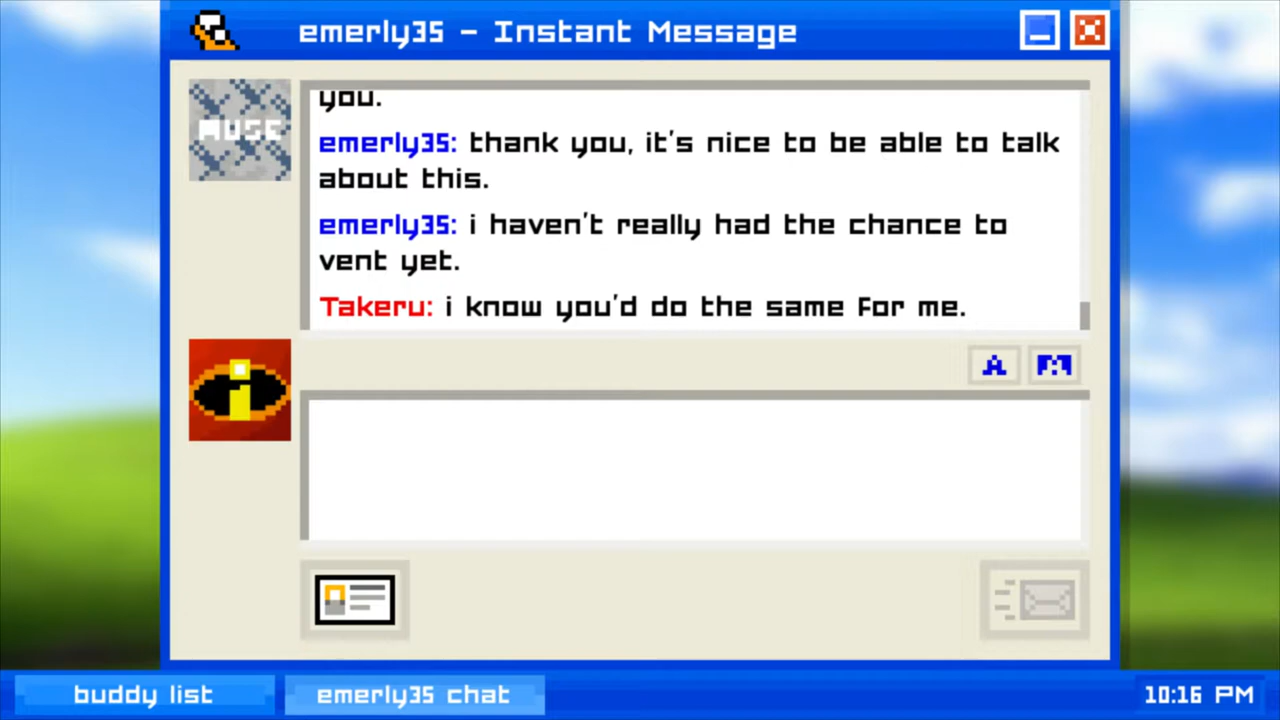 emerly35 - Instant Message
MUSE
you.
emerly35: thank you, it's nice to be able to talk
about this.
emerly35: i haven't really had the chance to
vent yet.
Takeru: i know you'd do the same for me.
i
A
buddy list
emerly35 chat
10:16 PM